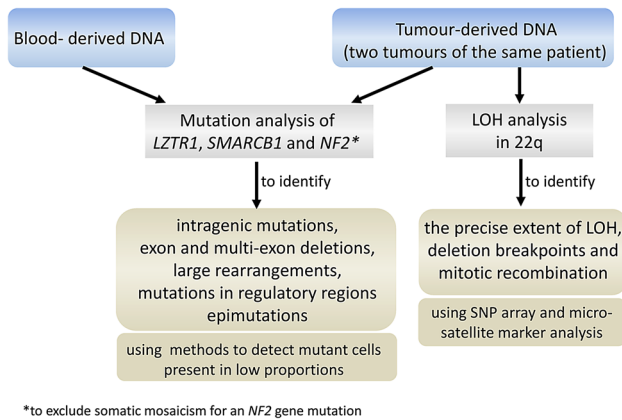 Blood- derived DNA
Tumour-derived DNA
(two tumours of the same patient)
Mutation analysis of
LZTR1, SMARCB1 and NF2*
LOH analysis
in 22q
to identify
to identify
intragenic mutations,
exon and multi-exon deletions,
large rearrangements,
mutations in regulatory regions
epimutations
the precise extent of LOH,
deletion breakpoints and
mitotic recombination
using methods to detect mutant cells
present in low proportions
using SNP array and micro-
satellite marker analysis
*to exclude somatic mosaicism for an NF2 gene mutation